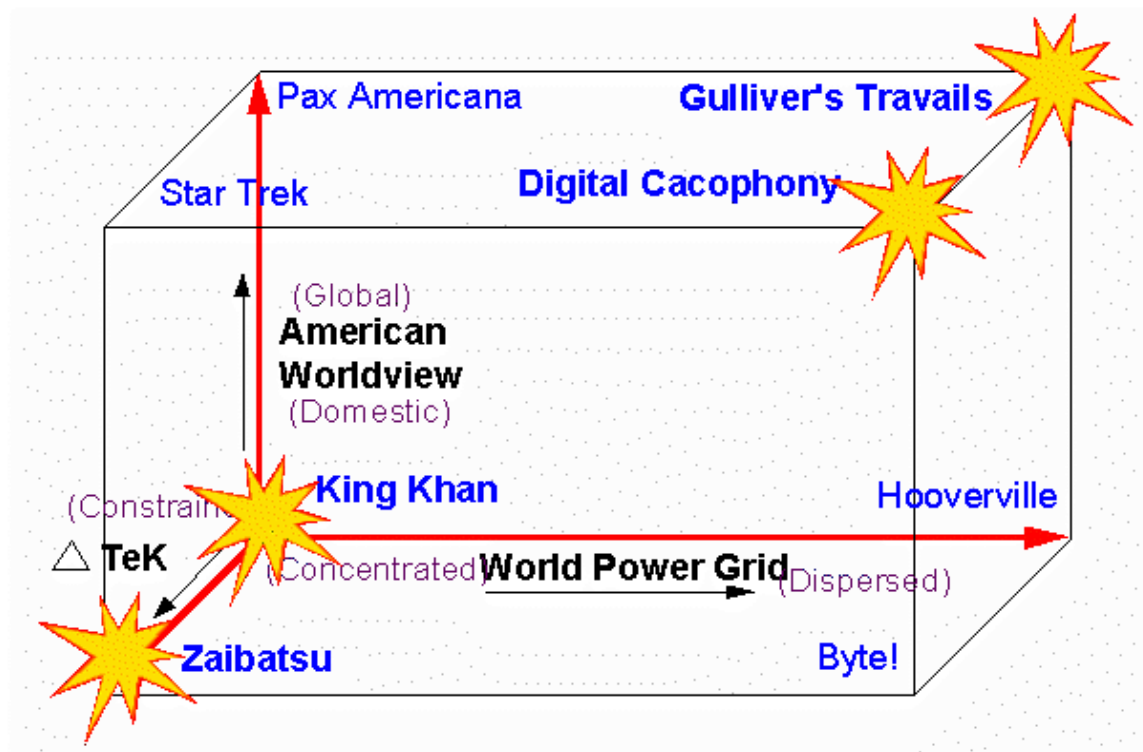 Pax Americana
Gulliver's Travails
Star Trek
Digital Cacophony
(Global)
American
Worldview
(Domestic)
King Khan
Hooverville
(Constraine
△ TeK
(Concentrated)
World Power Grid
(Dispersed)
Zaibatsu
Byte!